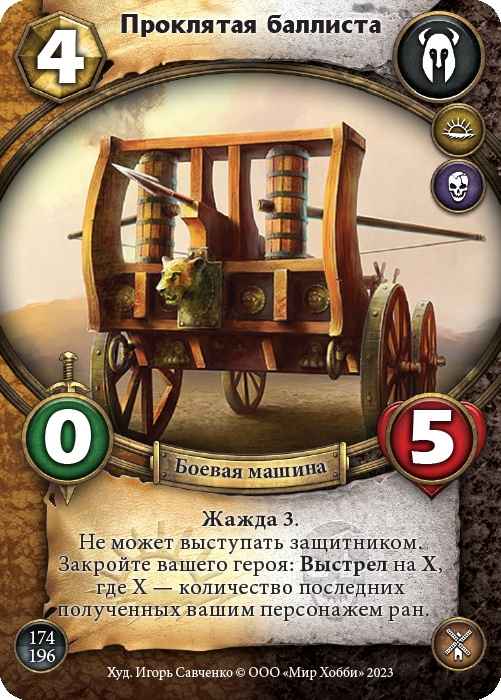 Проклятая баллиста
4
0
5
Боевая машина
Жажда 3.
Не может выступать защитником.
Закройте вашего героя: Выстрел на X,
где X — количество последних
полученных вашим персонажем ран.
174
196
Худ. Игорь Савченко © ООО «Мир Хобби» 2023